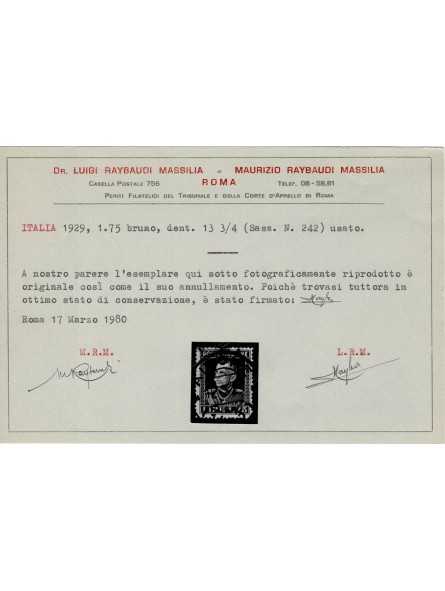 DR. LUIGI RAYBAUDI MASSILIA - MAURIZIO RAYBAUDI MASSILIA
CASELLA POSTALE 756 ROMA TELEF. 06-58.81
PERITI FILATELICI DEL TRIBUNALE E DELLA CORTE D'APPELLO DI ROMA
ITALIA 1929, 1.75 bruno, dent. 13 3/4 (Sass. N. 242) usato.
A nostro parere l'esemplare qui sotto fotograficamente riprodotto è
originale così come il suo annullamento. Poichè trovasi tuttora in
ottimo stato di conservazione, è stato firmato:
Roma 17 Marzo 1980
M.R.M. L.R.M.